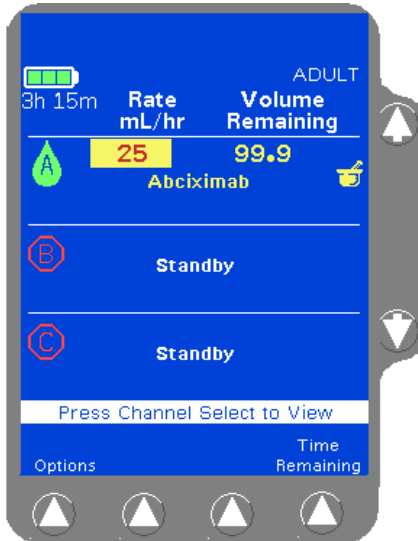 ADULT
3h 15m Rate Volume
mL/hr Remaining
A 25 99.9
Abciximab
B Standby
C Standby
Press Channel Select to View
Time
Options Remaining